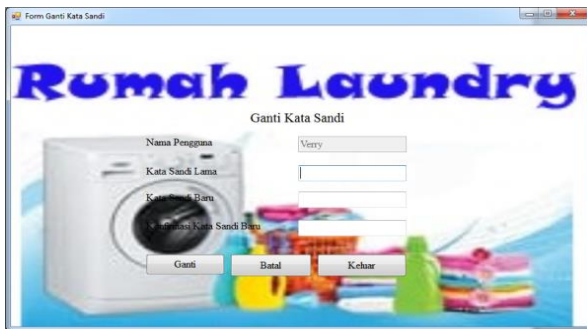 Form Ganti Kata Sandi
Rumah Laundry
Ganti Kata Sandi
Nama Pengguna Verry
Kata Sandi Lama
Kata Sandi Baru
Konfirmasi Kata Sandi Baru
Ganti Batal Keluar